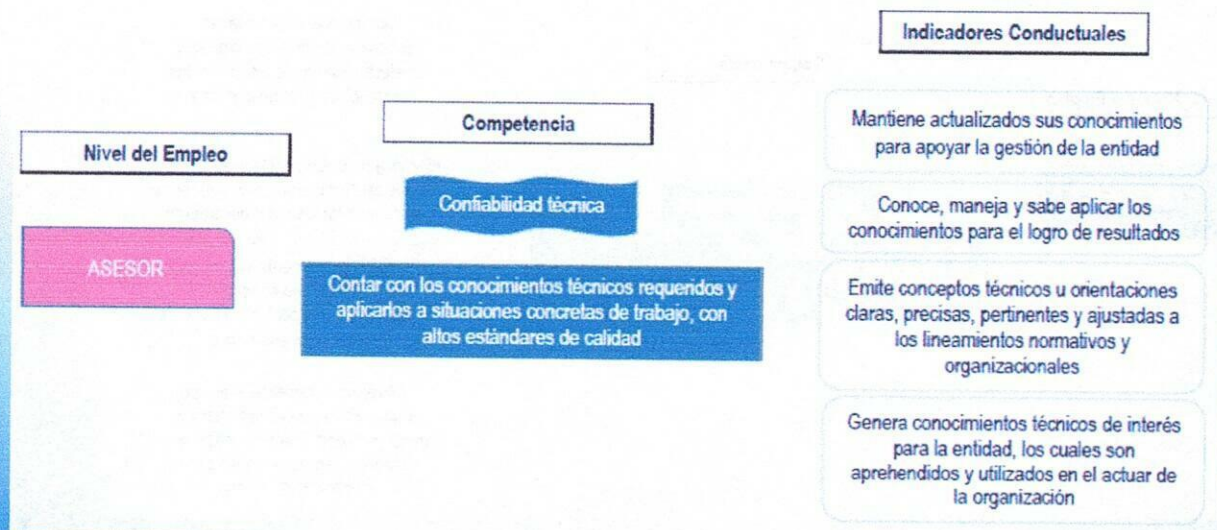 Nivel del Empleo
ASESOR
Competencia
Confiabilidad técnica
Contar con los conocimientos técnicos requeridos y
aplicarlos a situaciones concretas de trabajo, con
altos estándares de calidad
Indicadores Conductuales
Mantiene actualizados sus conocimientos
para apoyar la gestión de la entidad
Conoce, maneja y sabe aplicar los
conocimientos para el logro de resultados
Emite conceptos técnicos u orientaciones
claras, precisas, pertinentes y ajustadas a
los lineamientos normativos y
organizacionales
Genera conocimientos técnicos de interés
para la entidad, los cuales son
aprehendidos y utilizados en el actuar de
la organización